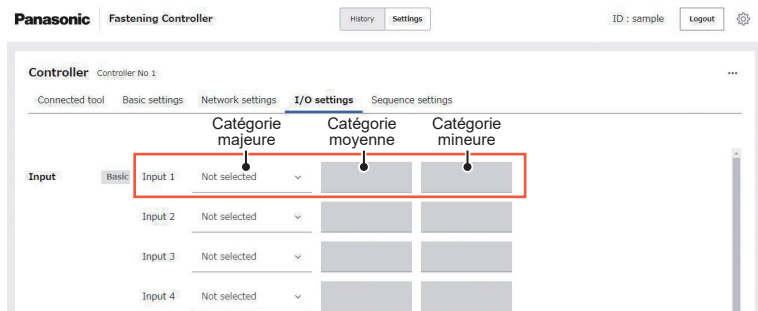 Panasonic Fastening Controller History Settings ID : sample Logout
Controller Controller No 1
Connected tool Basic settings Network settings I/O settings Sequence settings
Catégorie majeure
Catégorie moyenne
Catégorie mineure
Input Basic Input 1 Not selected
Input 2 Not selected
Input 3 Not selected
Input 4 Not selected